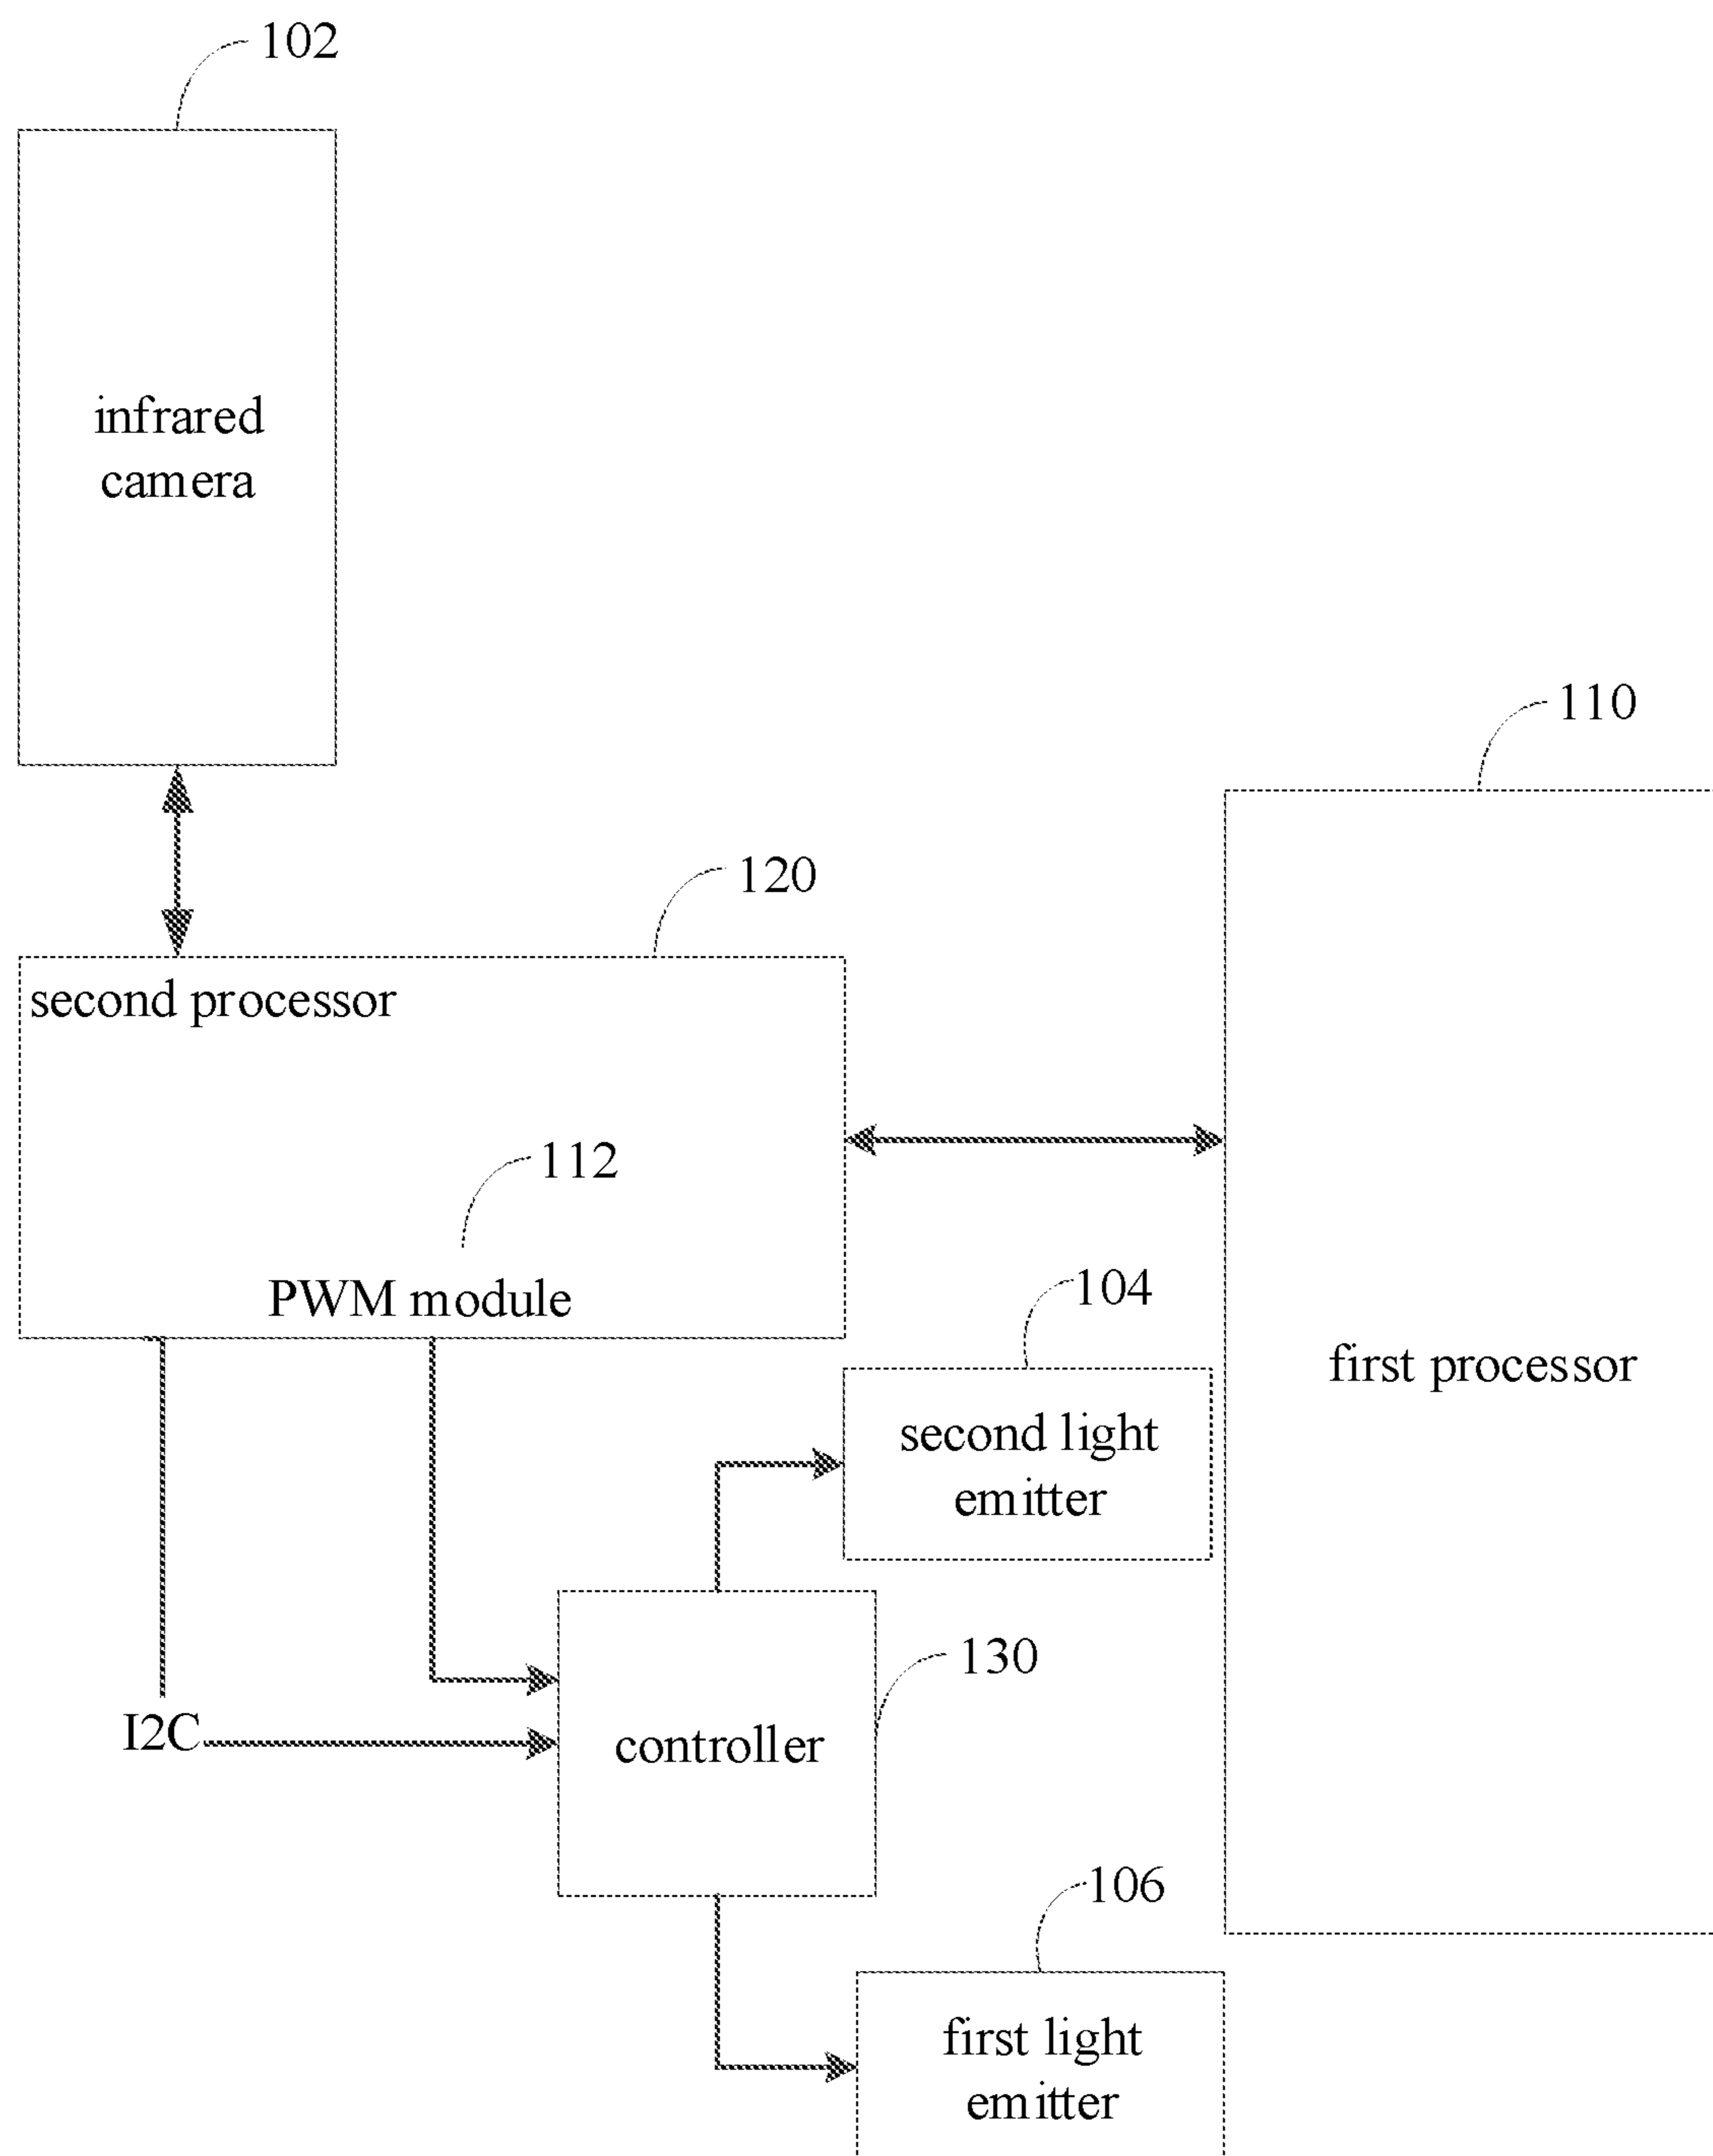 102
infrared
camera
110
120
second processor
112
PWM module
104
second light
emitter
first processor
130
I2C
controller
106
first light
emitter